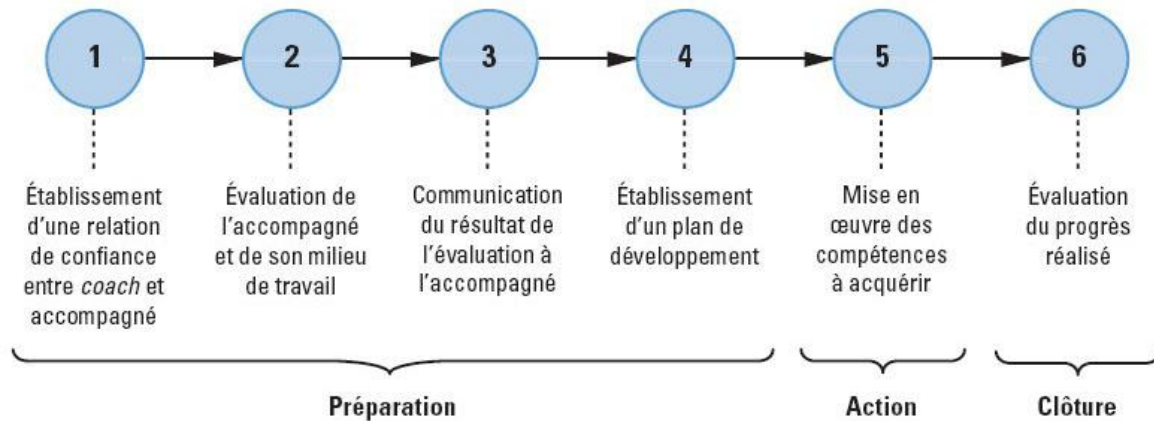 1
2
3
4
5
6
Établissement
d'une relation
de confiance
entre coach et
accompagné
Évaluation de
l'accompagné
et de son milieu
de travail
Communication
du résultat de
l'évaluation à
l'accompagné
Établissement
d'un plan de
développement
Mise en
œuvre des
compétences
à acquérir
Évaluation
du progrès
réalisé
Préparation
Action
Clôture